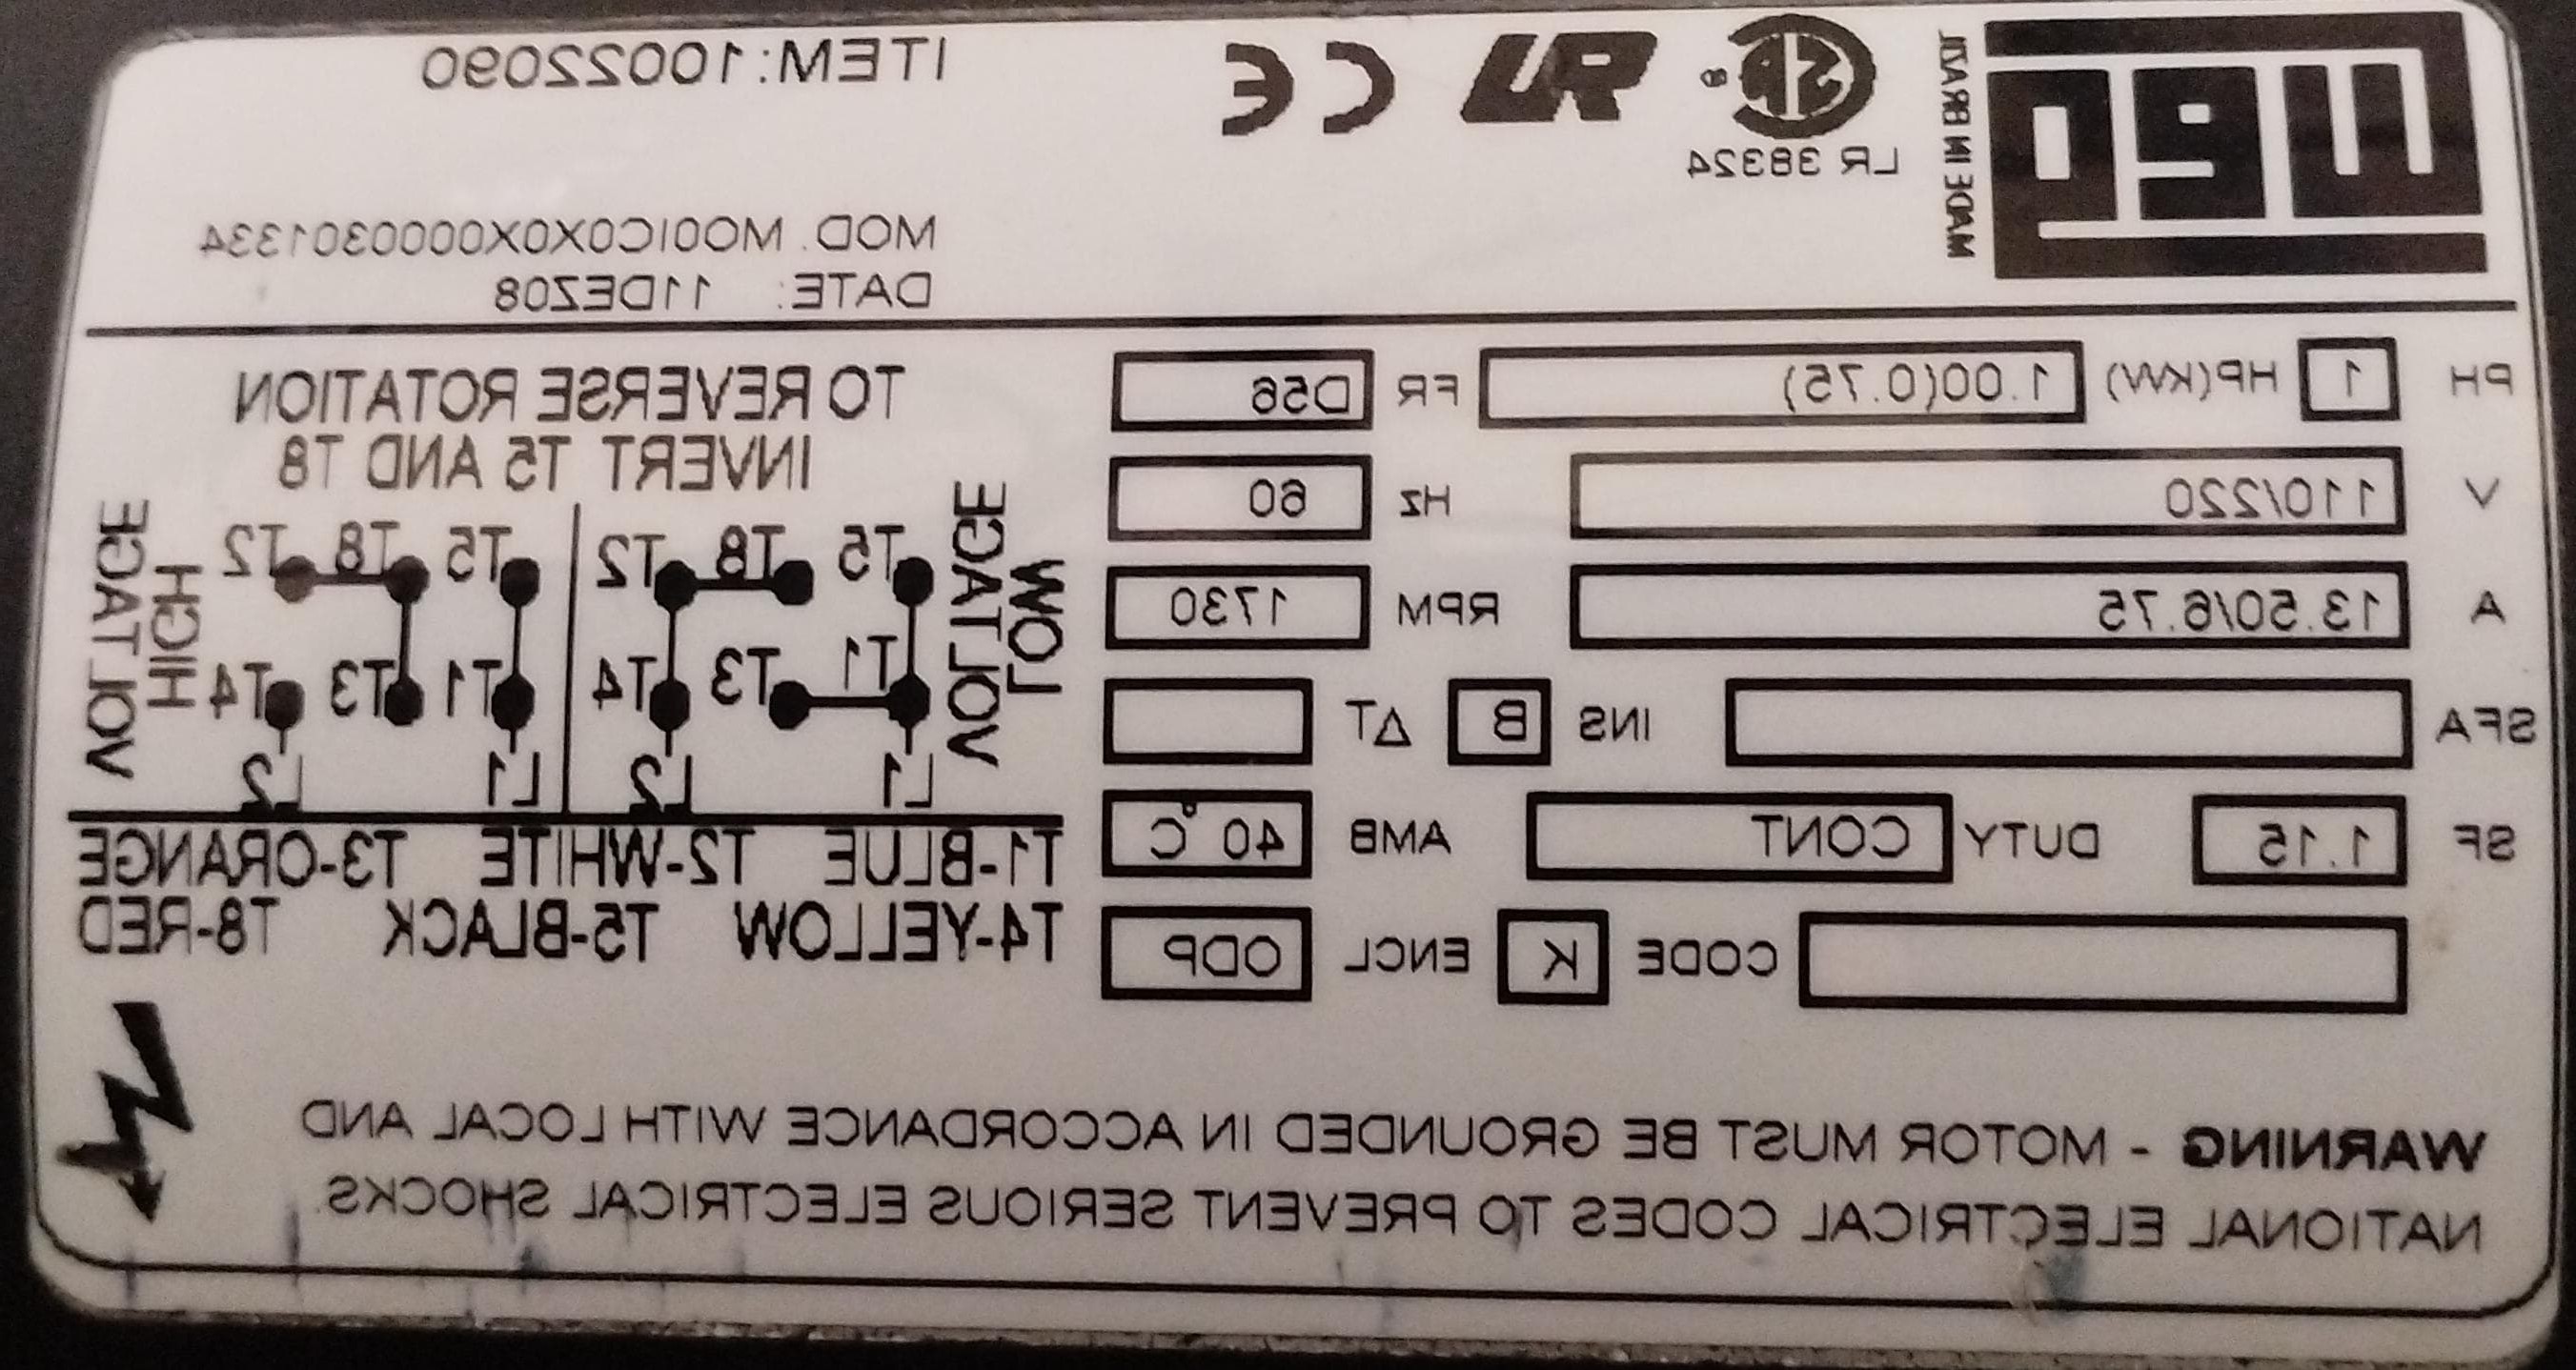 weg
MADE IN BRAZIL
LR 38324
ITEM:10022090
MOD. M00IC0X0X0000301334
DATE: 11DEZ08
PH 1 HP(KW) 1.00(0.75) FR D56
V 110/220 Hz 60
A 13.50/6.75 RPM 1730
SFA INS B ΔT
SF 1.15 DUTY CONT AMB 40°C
CODE K ENCL ODP
TO REVERSE ROTATION
INVERT T5 AND T8
LOW
VOLTAGE
T5 T8 T2
T1 T3 T4
L1 L2
T5 T8 T2
T1 T3 T4
L1 L2
HIGH
VOLTAGE
T1-BLUE T2-WHITE T3-ORANGE
T4-YELLOW T5-BLACK T8-RED
WARNING - MOTOR MUST BE GROUNDED IN ACCORDANCE WITH LOCAL AND
NATIONAL ELECTRICAL CODES TO PREVENT SERIOUS ELECTRICAL SHOCKS.